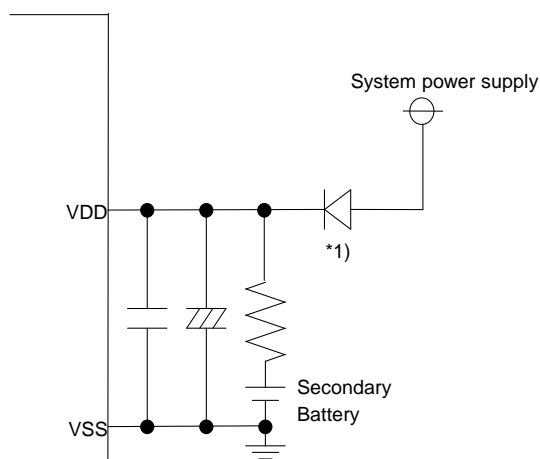 System power supply
VDD
*1)
Secondary
Battery
VSS